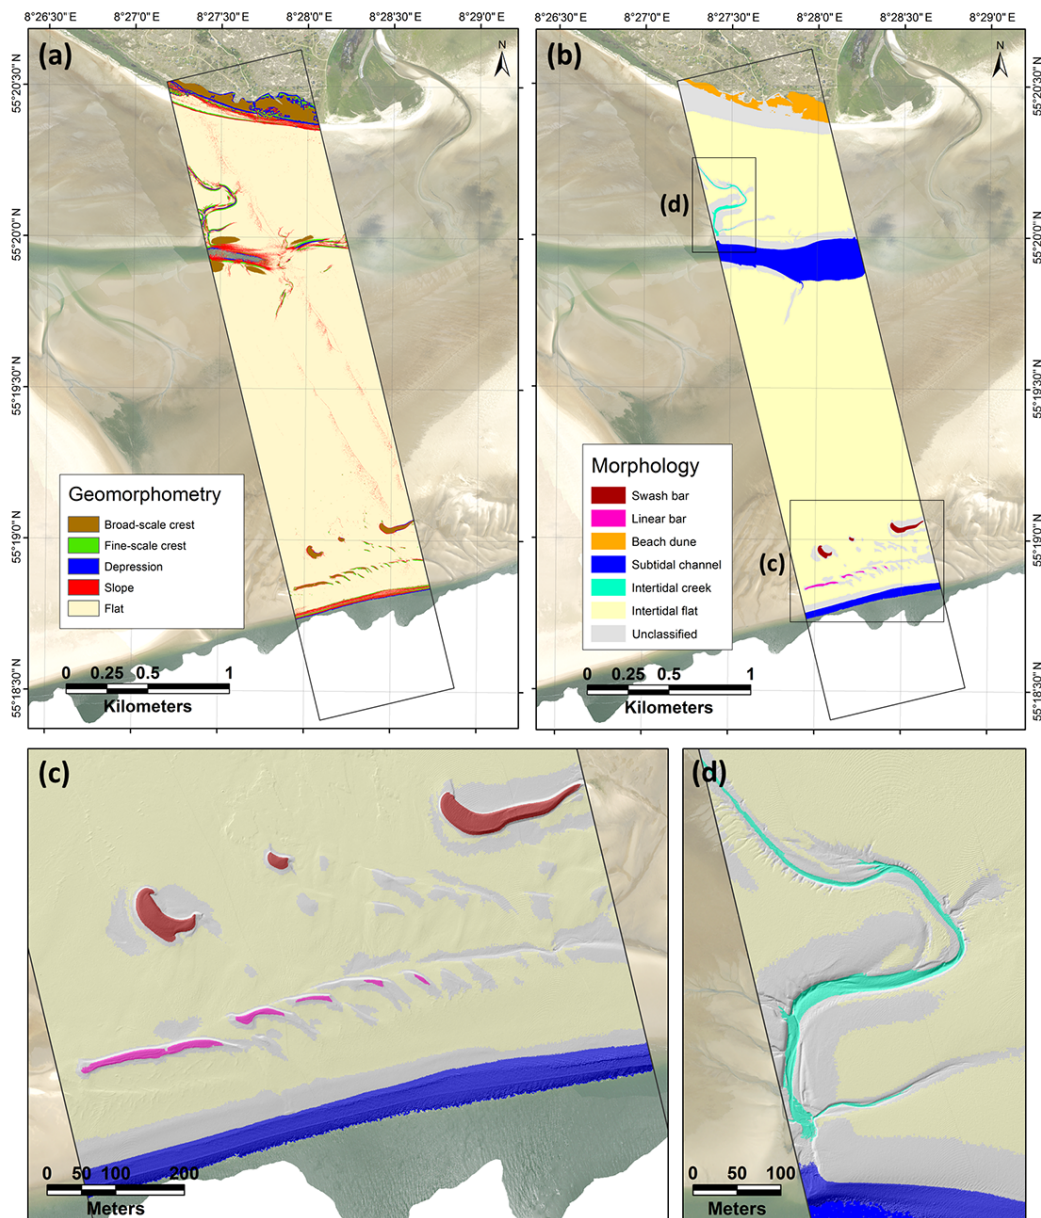 8°26'30" E 8°27'0" E 8°27'30" E 8°28'0" E 8°28'30" E 8°29'0" E
8°26'30" E 8°27'0" E 8°27'30" E 8°28'0" E 8°28'30" E 8°29'0" E
(a)
N
55°20'30" N
55°20'0" N
55°19'30" N
55°19'0" N
55°18'30" N
Geomorphometry
Broad-scale crest
Fine-scale crest
Depression
Slope
Flat
0 0.25 0.5 1
Kilometers
(b)
N
(d)
(c)
55°20'30" N
55°20'0" N
55°19'30" N
55°19'0" N
55°18'30" N
Morphology
Swash bar
Linear bar
Beach dune
Subtidal channel
Intertidal creek
Intertidal flat
Unclassified
0 0.25 0.5 1
Kilometers
(c)
0 50 100 200
Meters
(d)
0 50 100
Meters